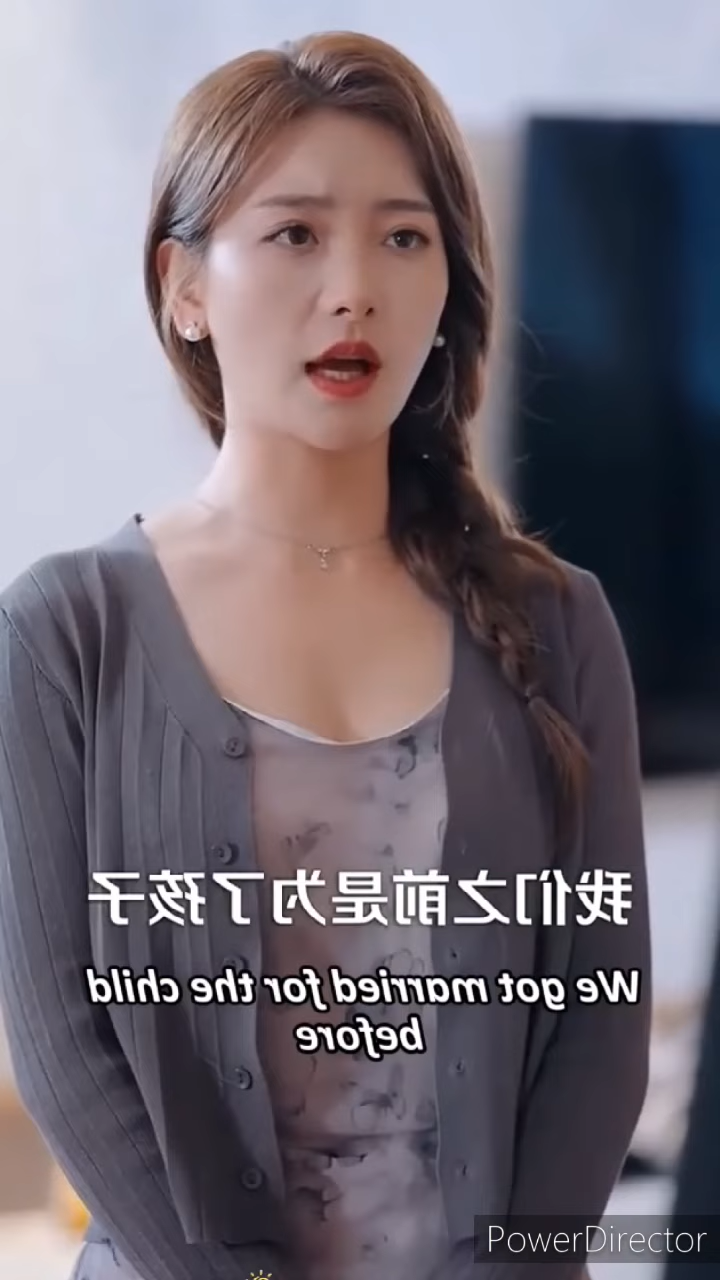 我们之前是为了孩子
We got married for the child
before
PowerDirector